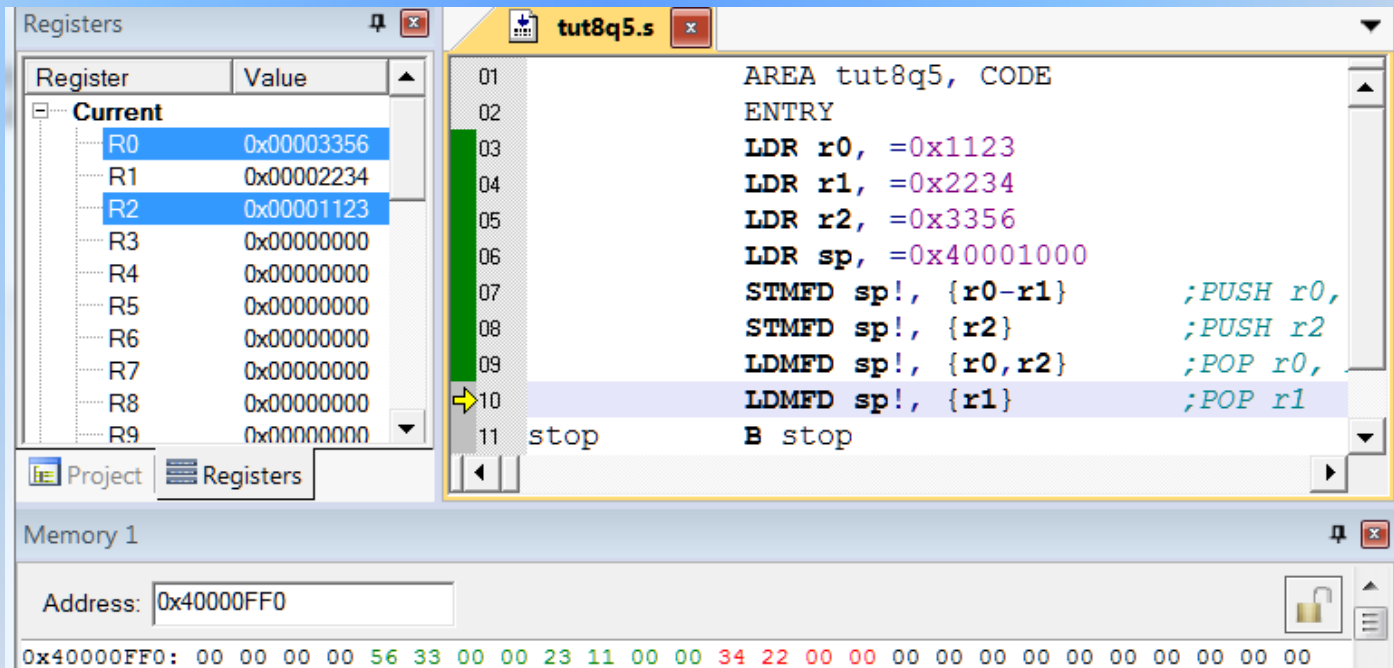 Registers
Register Value
Current
R0 0x00003356
R1 0x00002234
R2 0x00001123
R3 0x00000000
R4 0x00000000
R5 0x00000000
R6 0x00000000
R7 0x00000000
R8 0x00000000
R9 0x00000000
Project Registers
tut8q5.s
01 AREA tut8q5, CODE
02 ENTRY
03 LDR r0, =0x1123
04 LDR r1, =0x2234
05 LDR r2, =0x3356
06 LDR sp, =0x40001000
07 STMFD sp!, {r0-r1} ;PUSH r0,
08 STMFD sp!, {r2} ;PUSH r2
09 LDMFD sp!, {r0,r2} ;POP r0,
10 LDMFD sp!, {r1} ;POP r1
11 stop B stop
Memory 1
Address: 0x40000FF0
0x40000FF0: 00 00 00 00 56 33 00 00 23 11 00 00 34 22 00 00 00 00 00 00 00 00 00 00 00 00